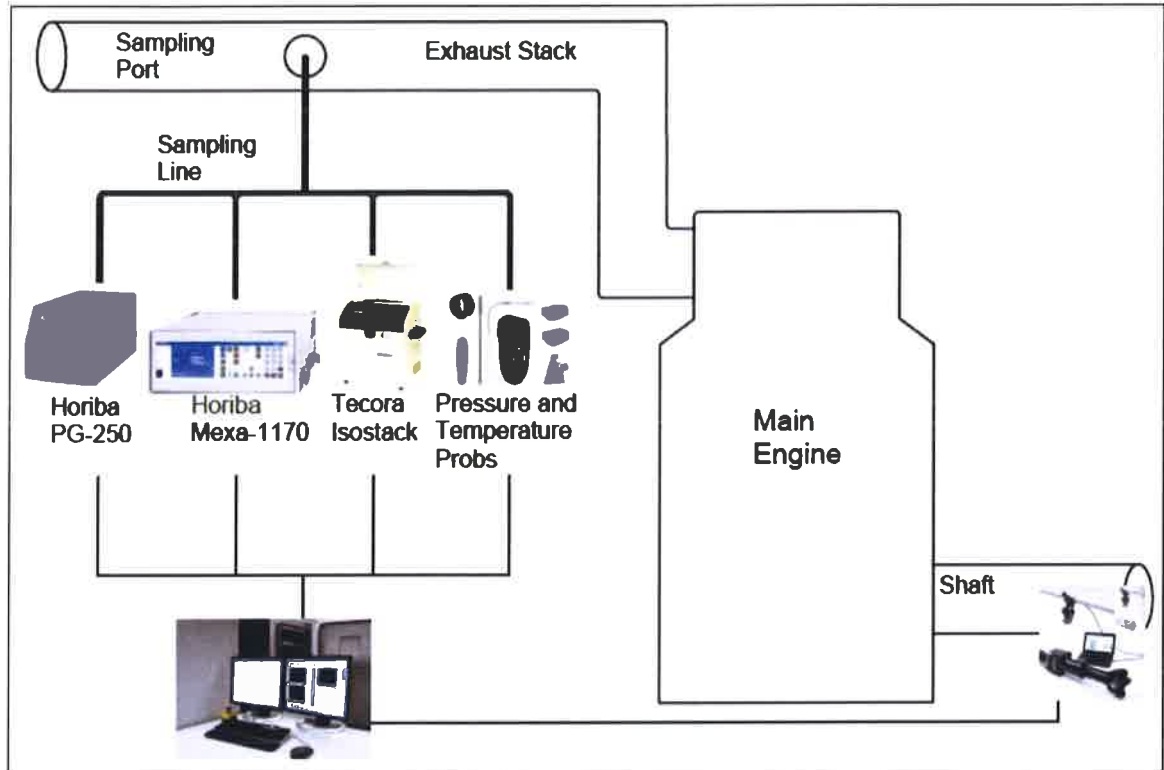 Sampling
Port
Exhaust Stack
Sampling
Line
Horiba
PG-250
Horiba
Mexa-1170
Tecora
Isostack
Pressure and
Temperature
Probs
Main
Engine
Shaft